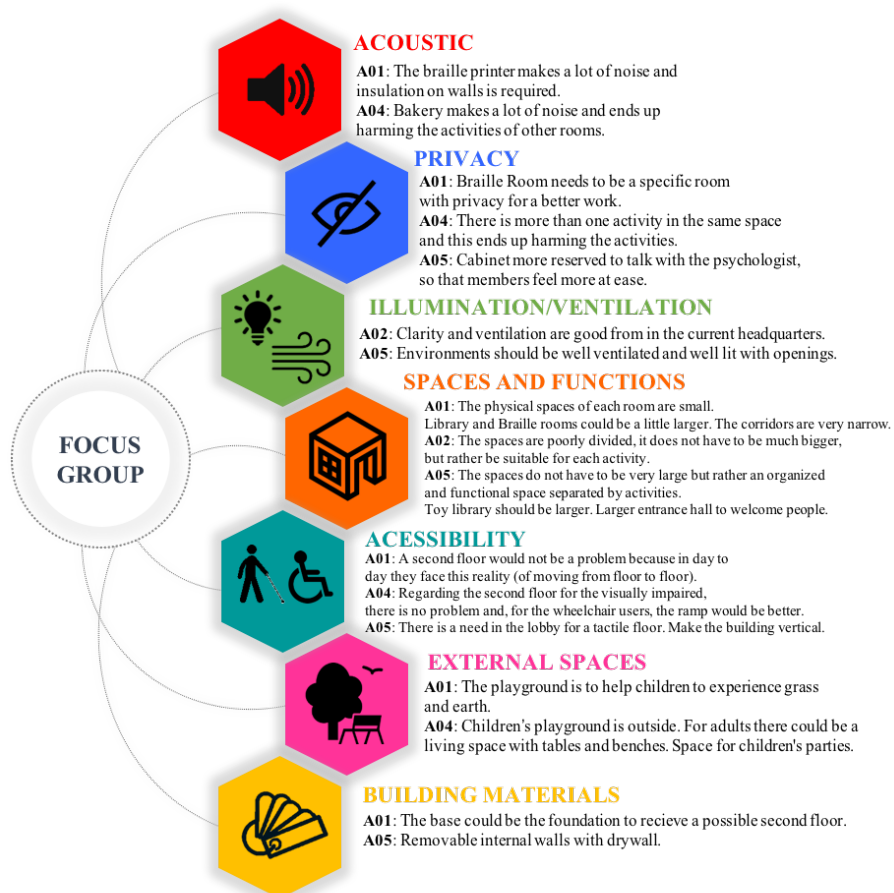 FOCUS
GROUP
ACOUSTIC
A01: The braille printer makes a lot of noise and
insulation on walls is required.
A04: Bakery makes a lot of noise and ends up
harming the activities of other rooms.
PRIVACY
A01: Braille Room needs to be a specific room
with privacy for a better work.
A04: There is more than one activity in the same space
and this ends up harming the activities.
A05: Cabinet more reserved to talk with the psychologist,
so that members feel more at ease.
ILLUMINATION/VENTILATION
A02: Clarity and ventilation are good from in the current headquarters.
A05: Environments should be well ventilated and well lit with openings.
SPACES AND FUNCTIONS
A01: The physical spaces of each room are small.
Library and Braille rooms could be a little larger. The corridors are very narrow.
A02: The spaces are poorly divided, it does not have to be much bigger,
but rather be suitable for each activity.
A05: The spaces do not have to be very large but rather an organized
and functional space separated by activities.
Toy library should be larger. Larger entrance hall to welcome people.
ACESSIBILITY
A01: A second floor would not be a problem because in day to
day they face this reality (of moving from floor to floor).
A04: Regarding the second floor for the visually impaired,
there is no problem and, for the wheelchair users, the ramp would be better.
A05: There is a need in the lobby for a tactile floor. Make the building vertical.
EXTERNAL SPACES
A01: The playground is to help children to experience grass
and earth.
A04: Children's playground is outside. For adults there could be a
living space with tables and benches. Space for children's parties.
BUILDING MATERIALS
A01: The base could be the foundation to recieve a possible second floor.
A05: Removable internal walls with drywall.